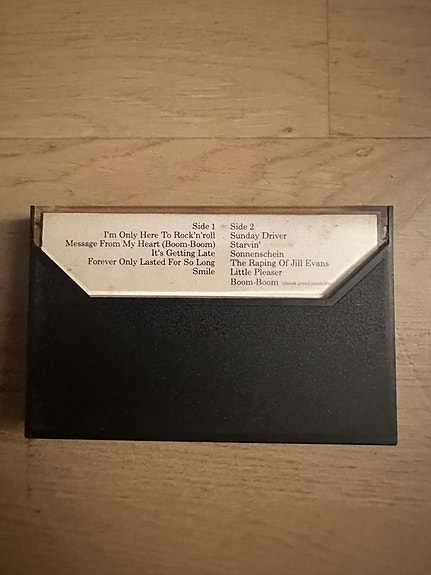 Side 1
I'm Only Here To Rock'n'roll
Message From My Heart (Boom-Boom)
It's Getting Late
Forever Only Lasted For So Long
Smile
Side 2
Sunday Driver
Starvin'
Sonnenschein
The Raping Of Jill Evans
Little Pleaser
Boom-Boom